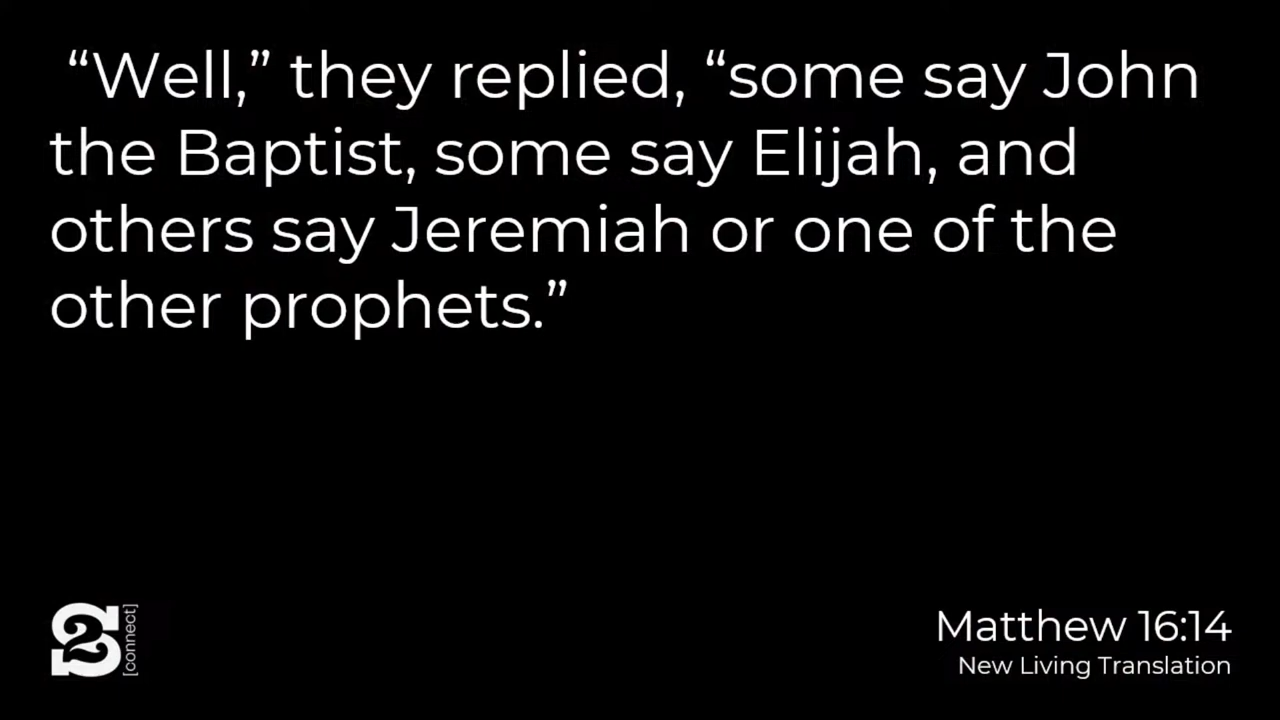 “Well,” they replied, “some say John
the Baptist, some say Elijah, and
others say Jeremiah or one of the
other prophets.”
S2
[connect]
Matthew 16:14
New Living Translation